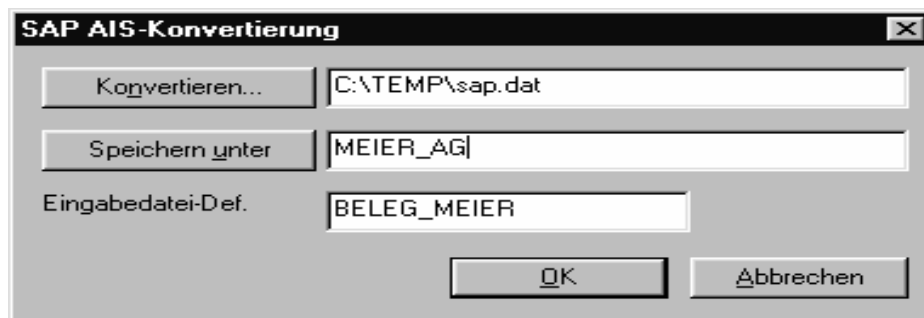 SAP AIS-Konvertierung
Konvertieren... C:\TEMP\sap.dat
Speichern unter MEIER_AG
Eingabedatei-Def. BELEG_MEIER
OK Abbrechen